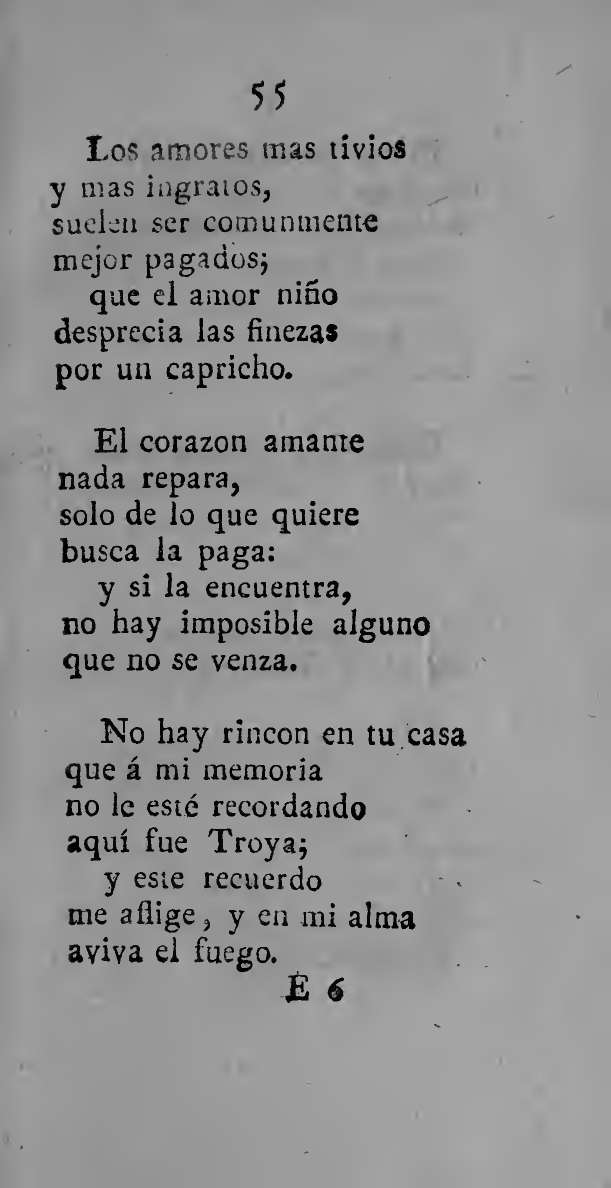 55
Los amores mas tívios
y mas ingratos,
suelen ser comunmente
mejor pagados;
que el amor niño
desprecia las finezas
por un capricho.
El corazon amante
nada repara,
solo de lo que quiere
busca la paga:
y si la encuentra,
no hay imposible alguno
que no se venza.
No hay rincon en tu casa
que á mi memoria
no le esté recordando
aquí fue Troya;
y este recuerdo
me aflige, y en mi alma
aviva el fuego.
E 6